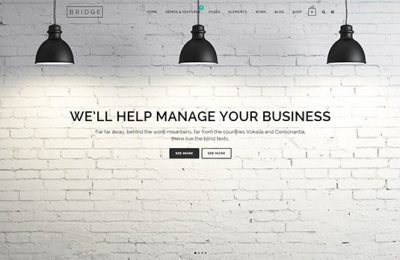 BRIDGE
HOME DEMOS & FEATURES PAGES ELEMENTS WORK BLOG SHOP
WE'LL HELP MANAGE YOUR BUSINESS
Far far away, behind the word mountains, far from the countries Vokalia and Consonantia,
there live the blind texts.
SEE MORE SEE MORE